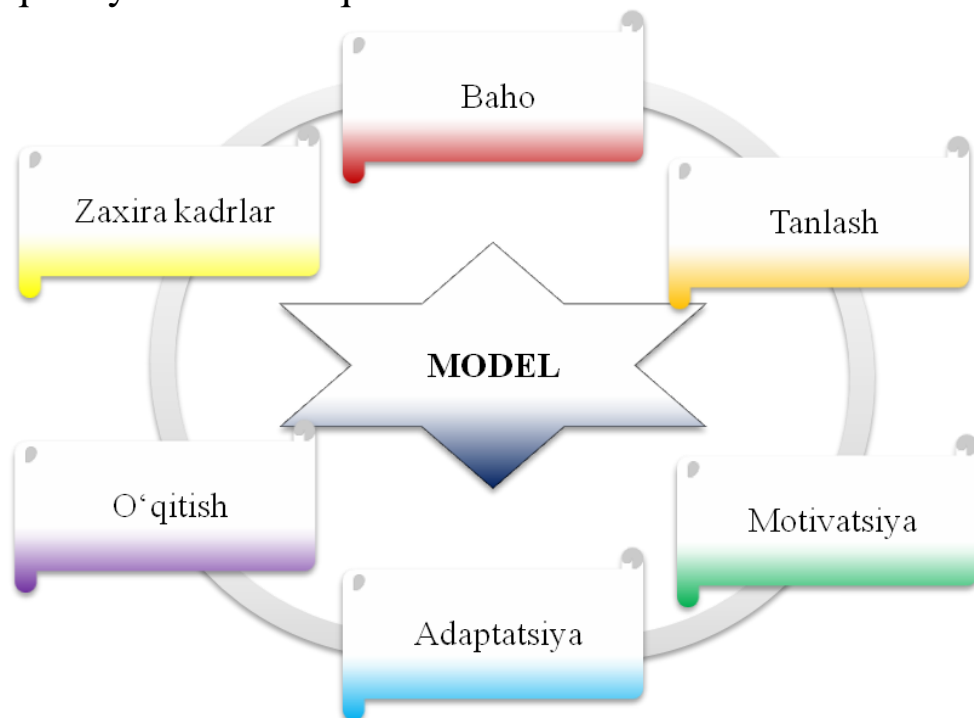 Baho
Zaxira kadrlar
Tanlash
MODEL
O‘qitish
Motivatsiya
Adaptatsiya